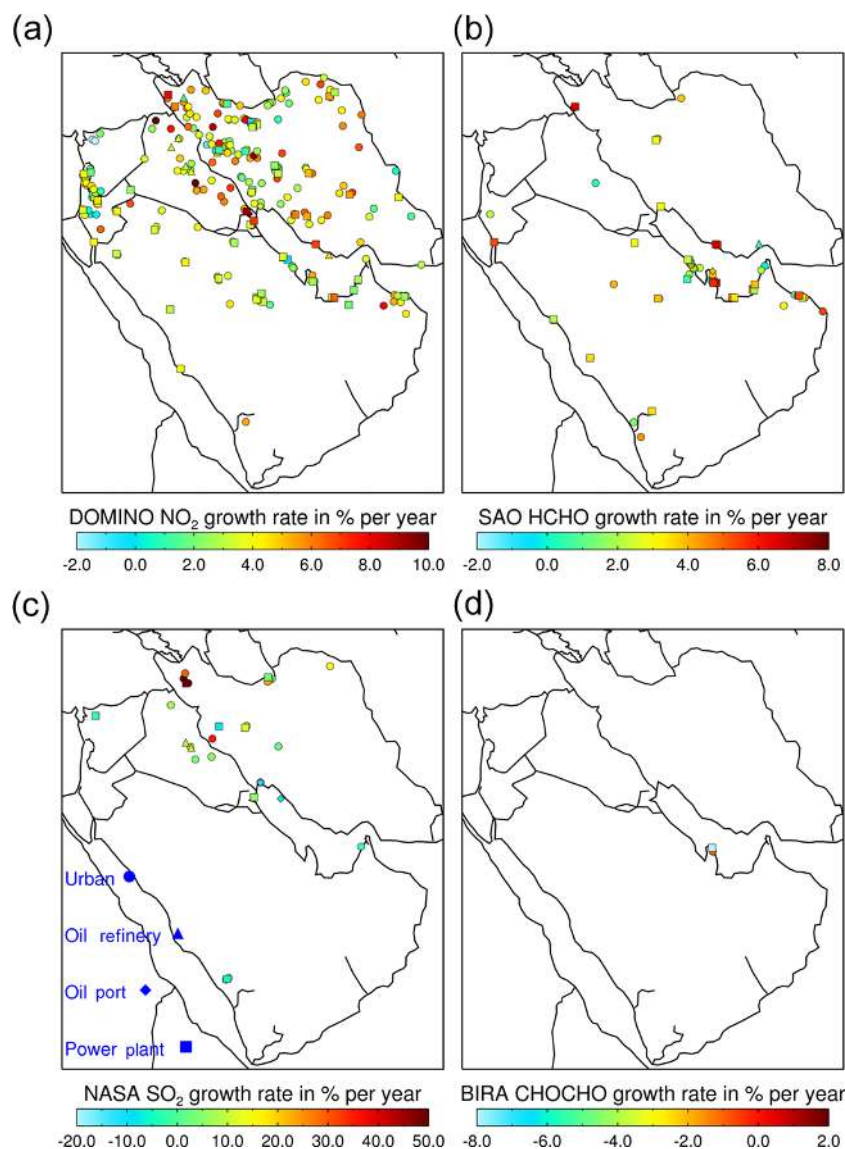 (a)
(b)
DOMINO NO2 growth rate in % per year
-2.0 0.0 2.0 4.0 6.0 8.0 10.0
SAO HCHO growth rate in % per year
-2.0 0.0 2.0 4.0 6.0 8.0
(c)
(d)
Urban
Oil refinery
Oil port
Power plant
NASA SO2 growth rate in % per year
-20.0 -10.0 0.0 10.0 20.0 30.0 40.0 50.0
BIRA CHOCHO growth rate in % per year
-8.0 -6.0 -4.0 -2.0 0.0 2.0